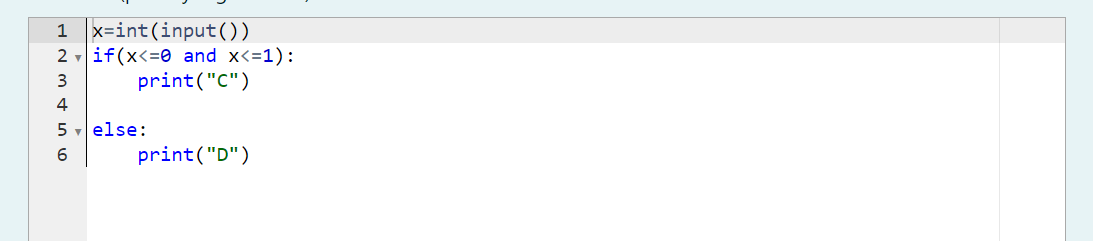 1 x=int(input())
2 if(x<=0 and x<=1):
3     print("C")
4
5 else:
6     print("D")